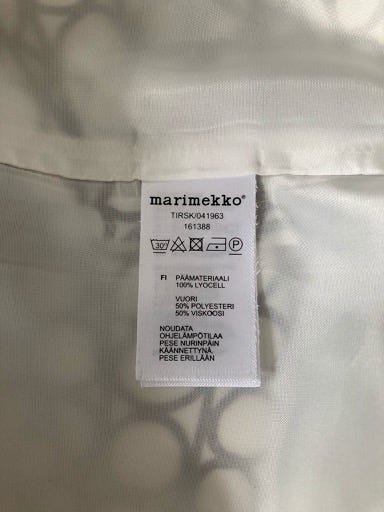 marimekko®
TIRSK/041963
161388
30° P
FI PÄÄMATERIAALI
100% LYOCELL
VUORI
50% POLYESTERI
50% VISKOOSI
NOUDATA
OHJELÄMPÖTILAA
PESE NURINPÄIN
KÄÄNNETTYNÄ.
PESE ERILLÄÄN